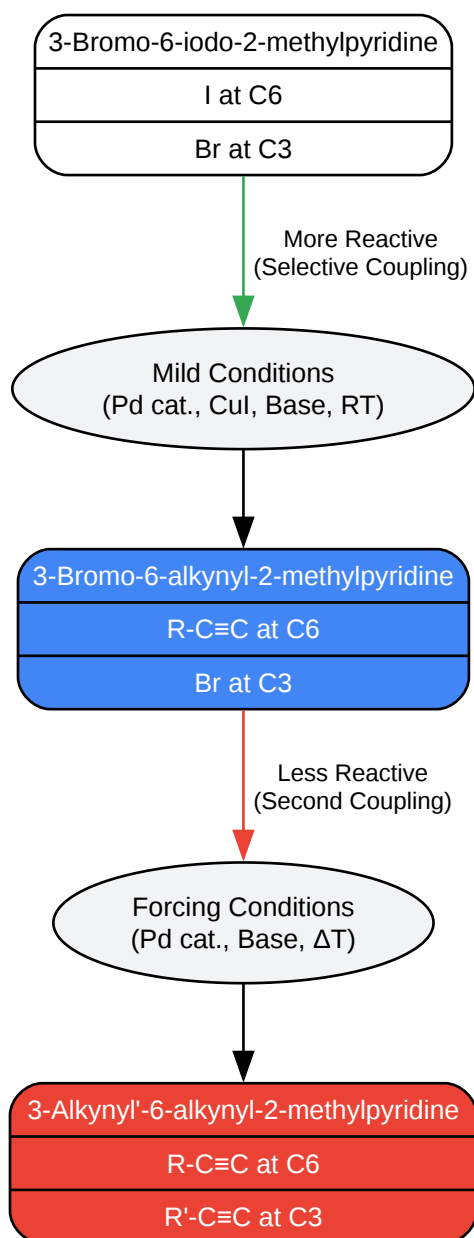 3-Bromo-6-iodo-2-methylpyridine
I at C6
Br at C3
More Reactive
(Selective Coupling)
Mild Conditions
(Pd cat., CuI, Base, RT)
3-Bromo-6-alkynyl-2-methylpyridine
R-C≡C at C6
Br at C3
Less Reactive
(Second Coupling)
Forcing Conditions
(Pd cat., Base, ΔT)
3-Alkynyl'-6-alkynyl-2-methylpyridine
R-C≡C at C6
R'-C≡C at C3